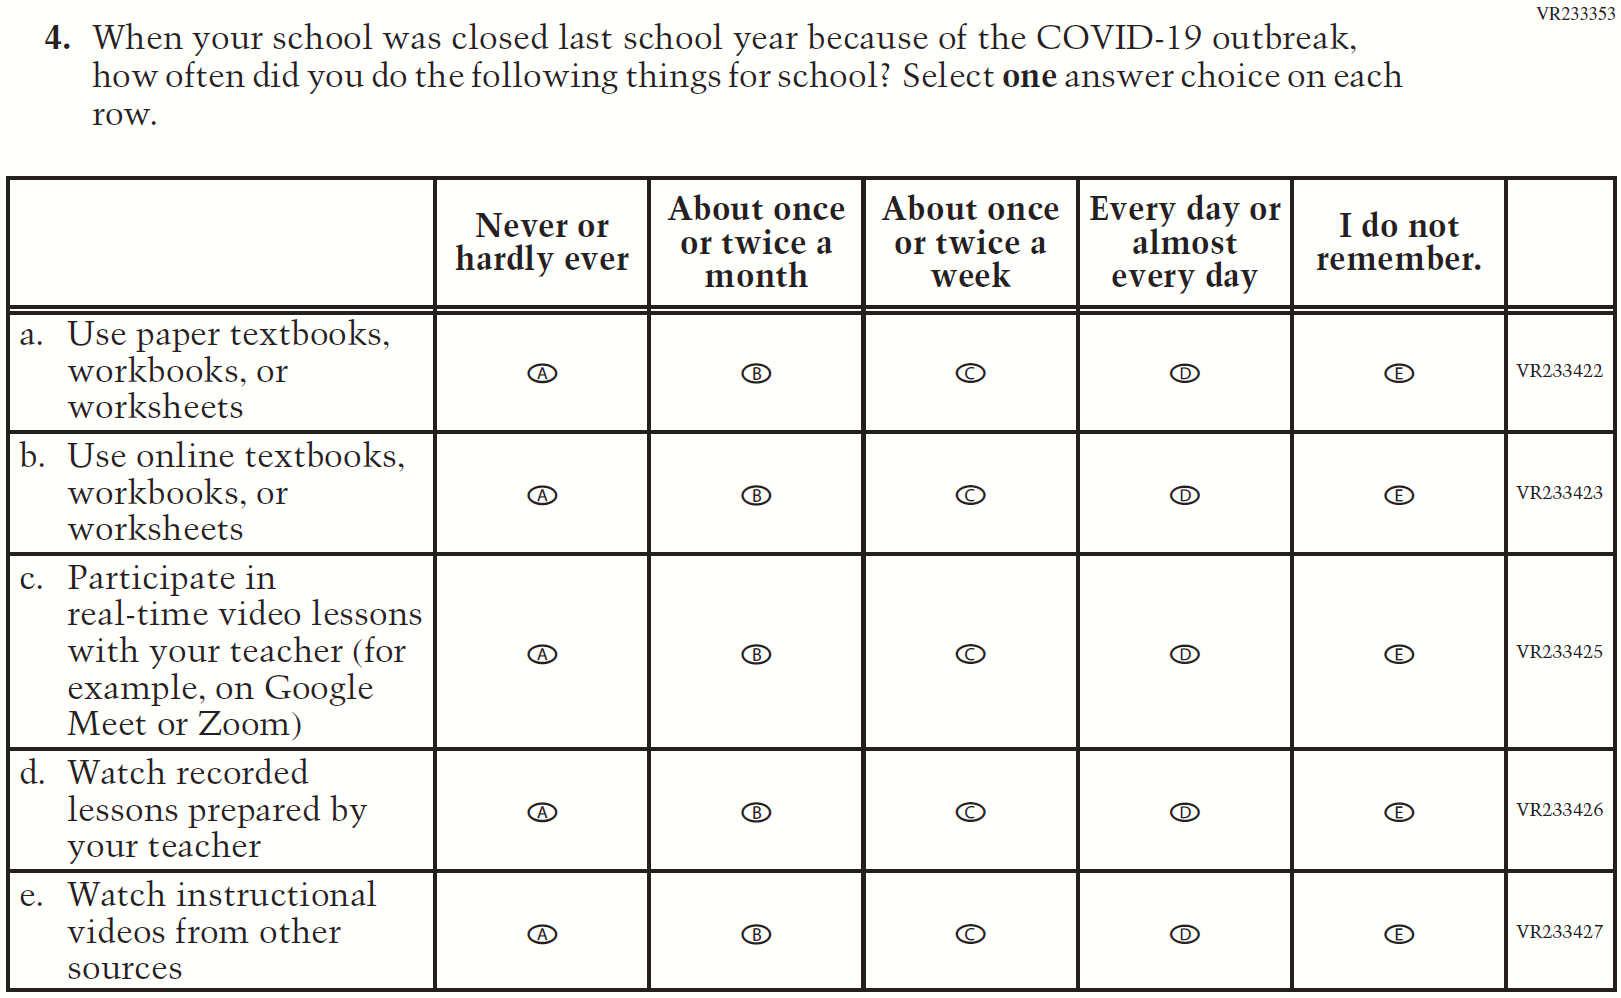 VR233353
4. When your school was closed last school year because of the COVID-19 outbreak,
how often did you do the following things for school? Select one answer choice on each
row.
Never or
hardly ever
About once
or twice a
month
About once
or twice a
week
Every day or
almost
every day
I do not
remember.
a. Use paper textbooks,
workbooks, or
worksheets
A B C D E VR233422
b. Use online textbooks,
workbooks, or
worksheets
A B C D E VR233423
c. Participate in
real-time video lessons
with your teacher (for
example, on Google
Meet or Zoom)
A B C D E VR233425
d. Watch recorded
lessons prepared by
your teacher
A B C D E VR233426
e. Watch instructional
videos from other
sources
A B C D E VR233427